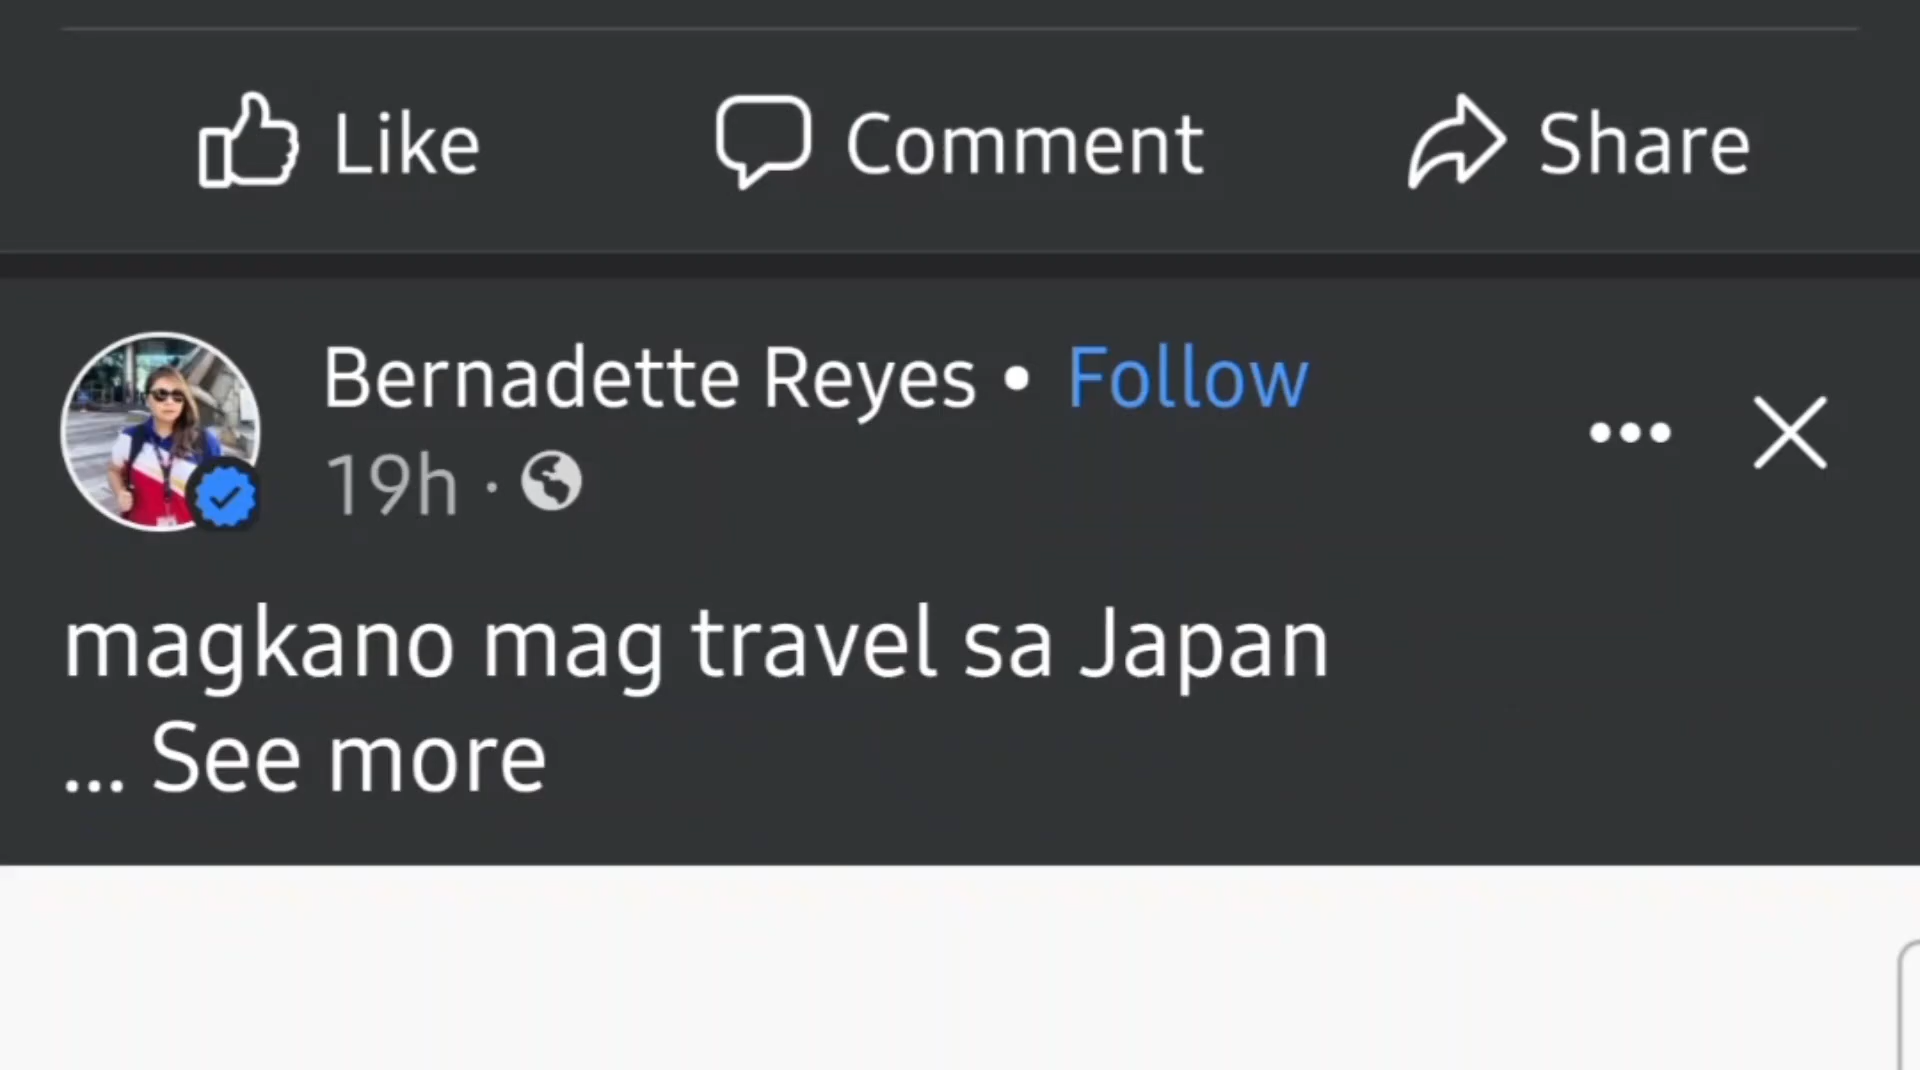 Like Comment Share
Bernadette Reyes • Follow
19h ·
magkano mag travel sa Japan
... See more